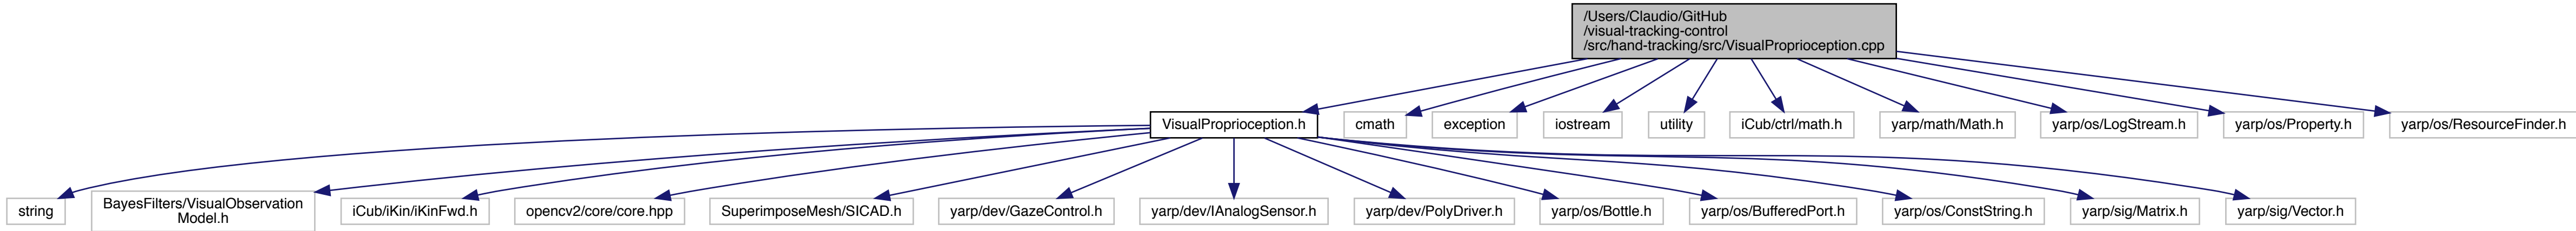 /Users/Claudio/GitHub
/visual-tracking-control
/src/hand-tracking/src/VisualProprioception.cpp
VisualProprioception.h
cmath
exception
iostream
utility
iCub/ctrl/math.h
yarp/math/Math.h
yarp/os/LogStream.h
yarp/os/Property.h
yarp/os/ResourceFinder.h
string
BayesFilters/VisualObservation
Model.h
iCub/iKin/iKinFwd.h
opencv2/core/core.hpp
SuperimposeMesh/SICAD.h
yarp/dev/GazeControl.h
yarp/dev/IAnalogSensor.h
yarp/dev/PolyDriver.h
yarp/os/Bottle.h
yarp/os/BufferedPort.h
yarp/os/ConstString.h
yarp/sig/Matrix.h
yarp/sig/Vector.h